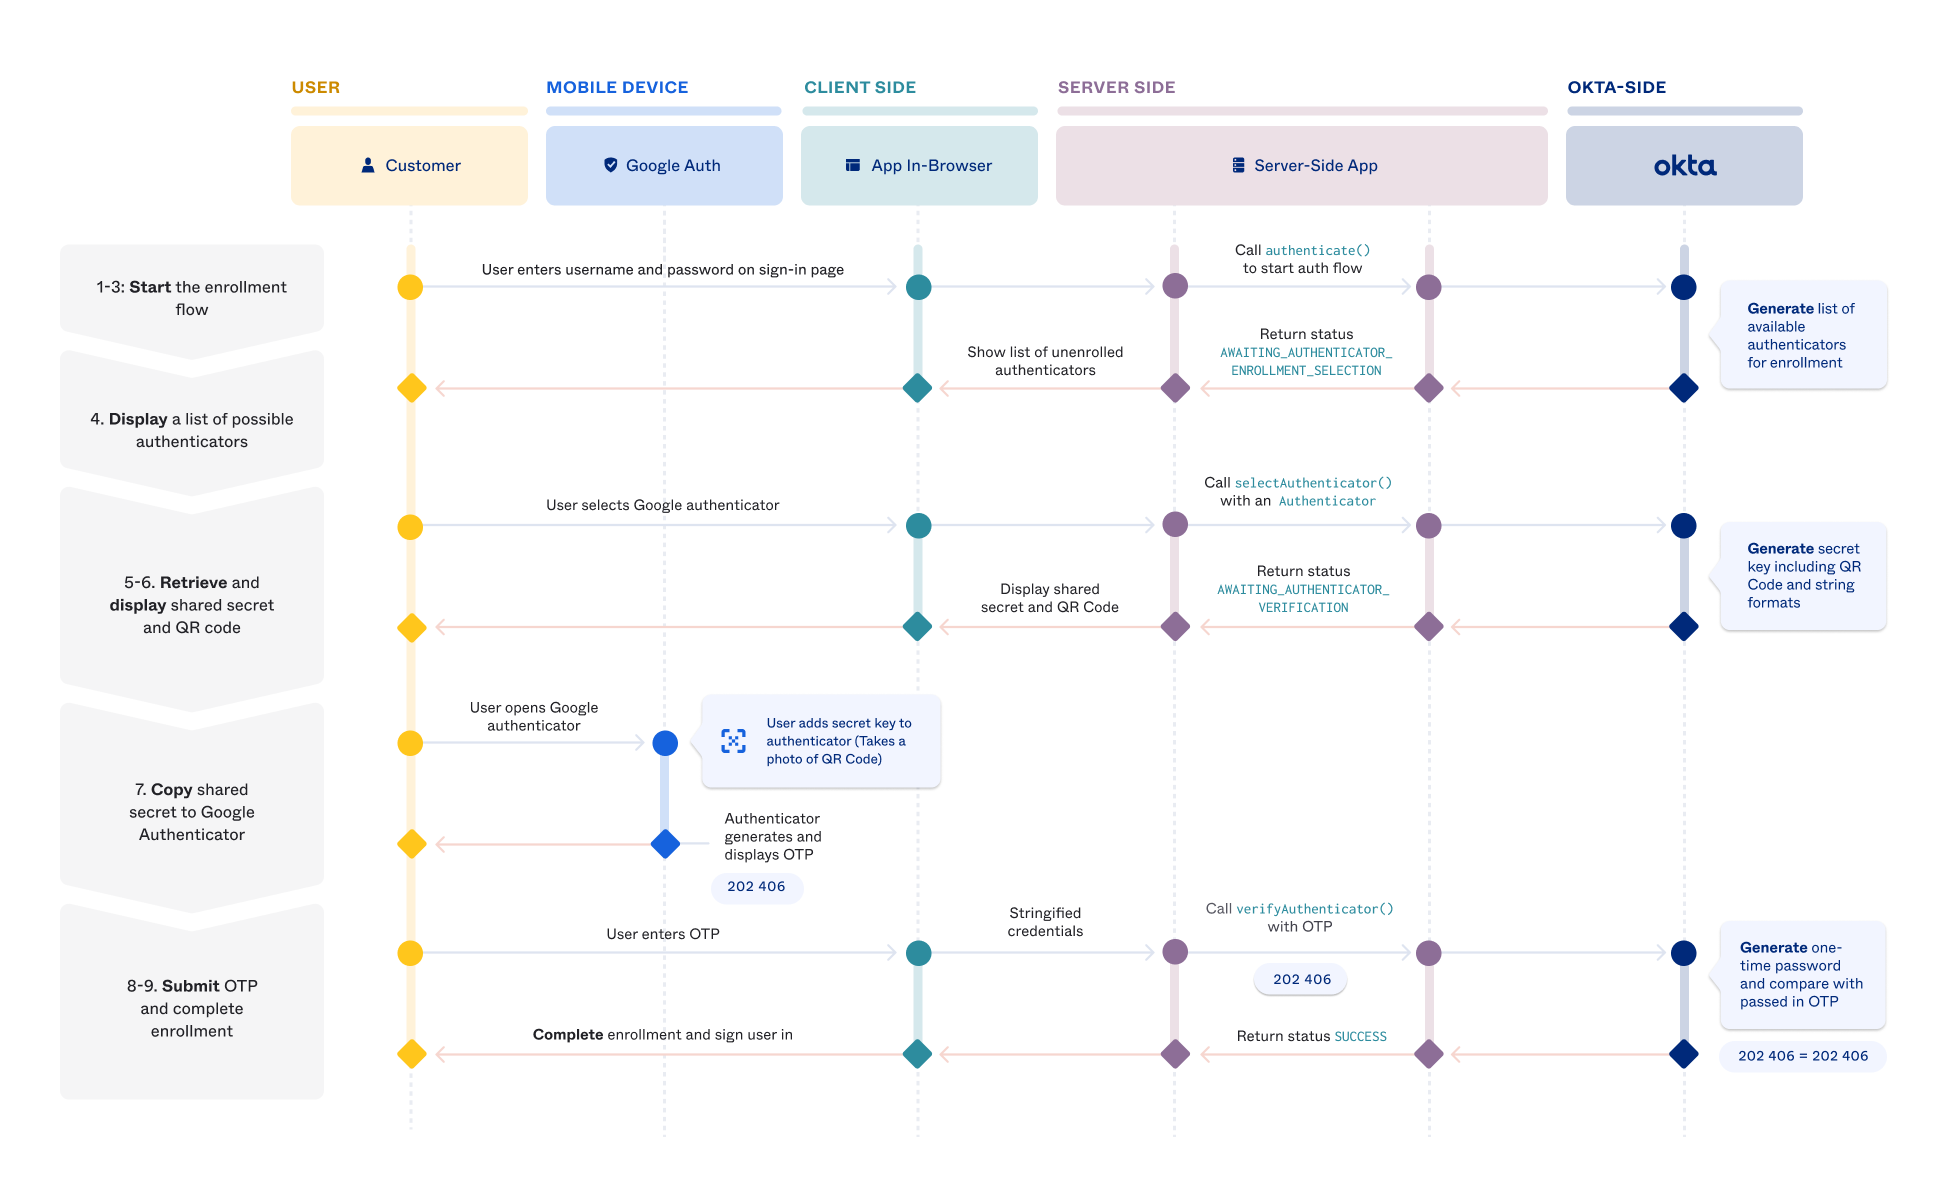 USER
MOBILE DEVICE
CLIENT SIDE
SERVER SIDE
OKTA-SIDE
Customer
Google Auth
App In-Browser
Server-Side App
okta
1-3: Start the enrollment
flow
User enters username and password on sign-in page
Call authenticate()
to start auth flow
Generate list of
available
authenticators
for enrollment
Show list of unenrolled
authenticators
Return status
AWAITING_AUTHENTICATOR_
ENROLLMENT_SELECTION
4. Display a list of possible
authenticators
5-6. Retrieve and
display shared secret
and QR code
User selects Google authenticator
Call selectAuthenticator()
with an Authenticator
Generate secret
key including QR
Code and string
formats
Display shared
secret and QR Code
Return status
AWAITING_AUTHENTICATOR_
VERIFICATION
7. Copy shared
secret to Google
Authenticator
User opens Google
authenticator
User adds secret key to
authenticator (Takes a
photo of QR Code)
Authenticator
generates and
displays OTP
202 406
8-9. Submit OTP
and complete
enrollment
User enters OTP
Stringified
credentials
Call verifyAuthenticator()
with OTP
202 406
Generate one-
time password
and compare with
passed in OTP
Complete enrollment and sign user in
Return status SUCCESS
202 406 = 202 406